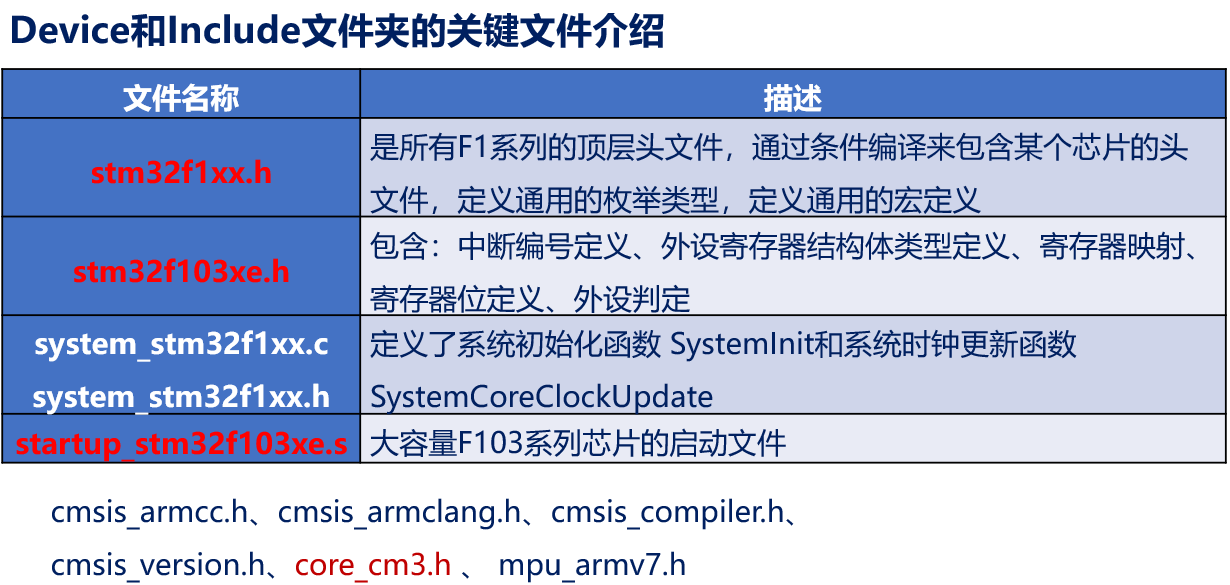 Device和Include文件夹的关键文件介绍
文件名称
描述
stm32f1xx.h
是所有F1系列的顶层头文件，通过条件编译来包含某个芯片的头
文件，定义通用的枚举类型，定义通用的宏定义
stm32f103xe.h
包含：中断编号定义、外设寄存器结构体类型定义、寄存器映射、
寄存器位定义、外设判定
system_stm32f1xx.c
system_stm32f1xx.h
定义了系统初始化函数 SystemInit和系统时钟更新函数
SystemCoreClockUpdate
startup_stm32f103xe.s
大容量F103系列芯片的启动文件
cmsis_armcc.h、cmsis_armclang.h、cmsis_compiler.h、
cmsis_version.h、core_cm3.h 、 mpu_armv7.h